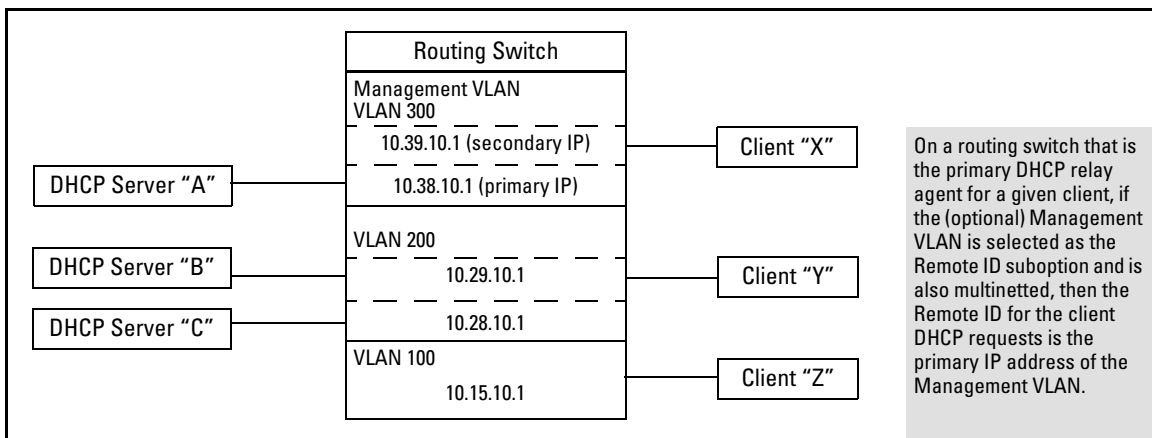 Routing Switch
Management VLAN
VLAN 300
10.39.10.1 (secondary IP)
Client “X”
DHCP Server “A”
10.38.10.1 (primary IP)
VLAN 200
DHCP Server “B”
10.29.10.1
Client “Y”
DHCP Server “C”
10.28.10.1
VLAN 100
10.15.10.1
Client “Z”
On a routing switch that is
the primary DHCP relay
agent for a given client, if
the (optional) Management
VLAN is selected as the
Remote ID suboption and is
also multinetted, then the
Remote ID for the client
DHCP requests is the
primary IP address of the
Management VLAN.